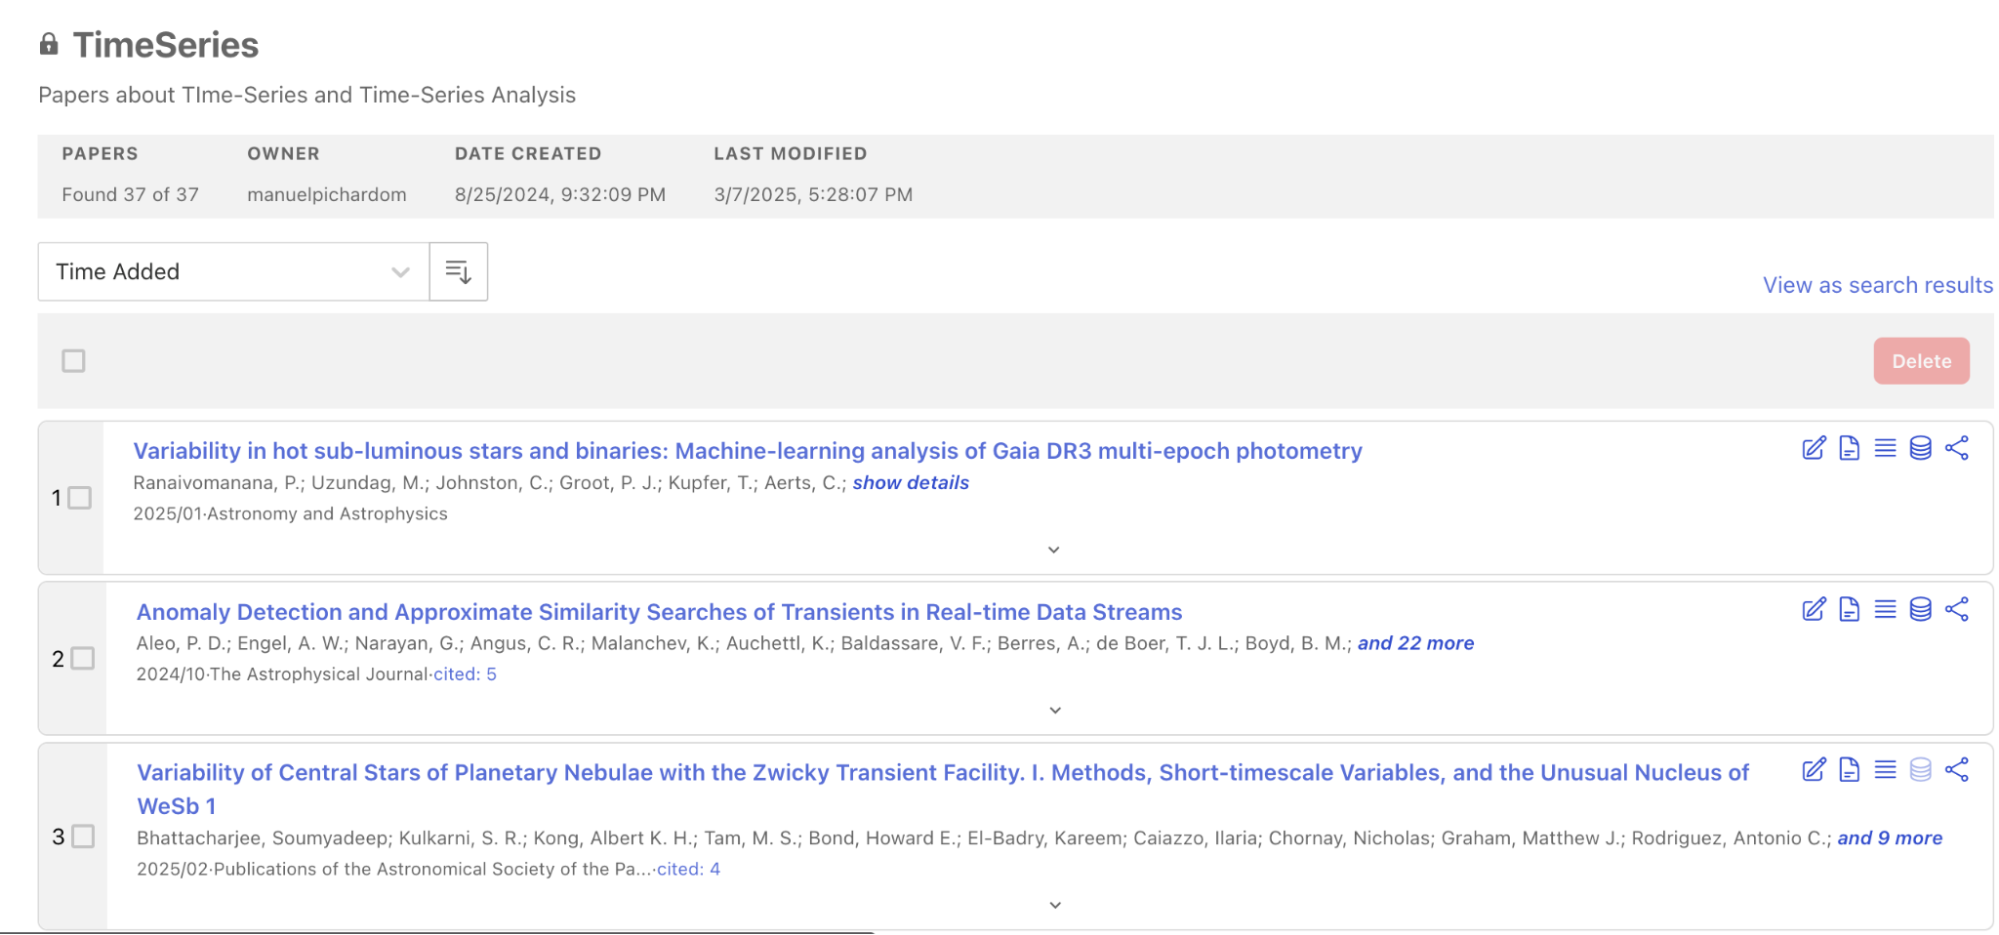 TimeSeries
Papers about TIme-Series and Time-Series Analysis
PAPERS OWNER DATE CREATED LAST MODIFIED
Found 37 of 37 manuelpichardom 8/25/2024, 9:32:09 PM 3/7/2025, 5:28:07 PM
Time Added
View as search results
Delete
Variability in hot sub-luminous stars and binaries: Machine-learning analysis of Gaia DR3 multi-epoch photometry
Ranaivomanana, P.; Uzundag, M.; Johnston, C.; Groot, P. J.; Kupfer, T.; Aerts, C.; show details
1
2025/01·Astronomy and Astrophysics
Anomaly Detection and Approximate Similarity Searches of Transients in Real-time Data Streams
Aleo, P. D.; Engel, A. W.; Narayan, G.; Angus, C. R.; Malanchev, K.; Auchettl, K.; Baldassare, V. F.; Berres, A.; de Boer, T. J. L.; Boyd, B. M.; and 22 more
2
2024/10·The Astrophysical Journal·cited: 5
Variability of Central Stars of Planetary Nebulae with the Zwicky Transient Facility. I. Methods, Short-timescale Variables, and the Unusual Nucleus of
WeSb 1
3
Bhattacharjee, Soumyadeep; Kulkarni, S. R.; Kong, Albert K. H.; Tam, M. S.; Bond, Howard E.; El-Badry, Kareem; Caiazzo, Ilaria; Chornay, Nicholas; Graham, Matthew J.; Rodriguez, Antonio C.; and 9 more
2025/02·Publications of the Astronomical Society of the Pa...·cited: 4